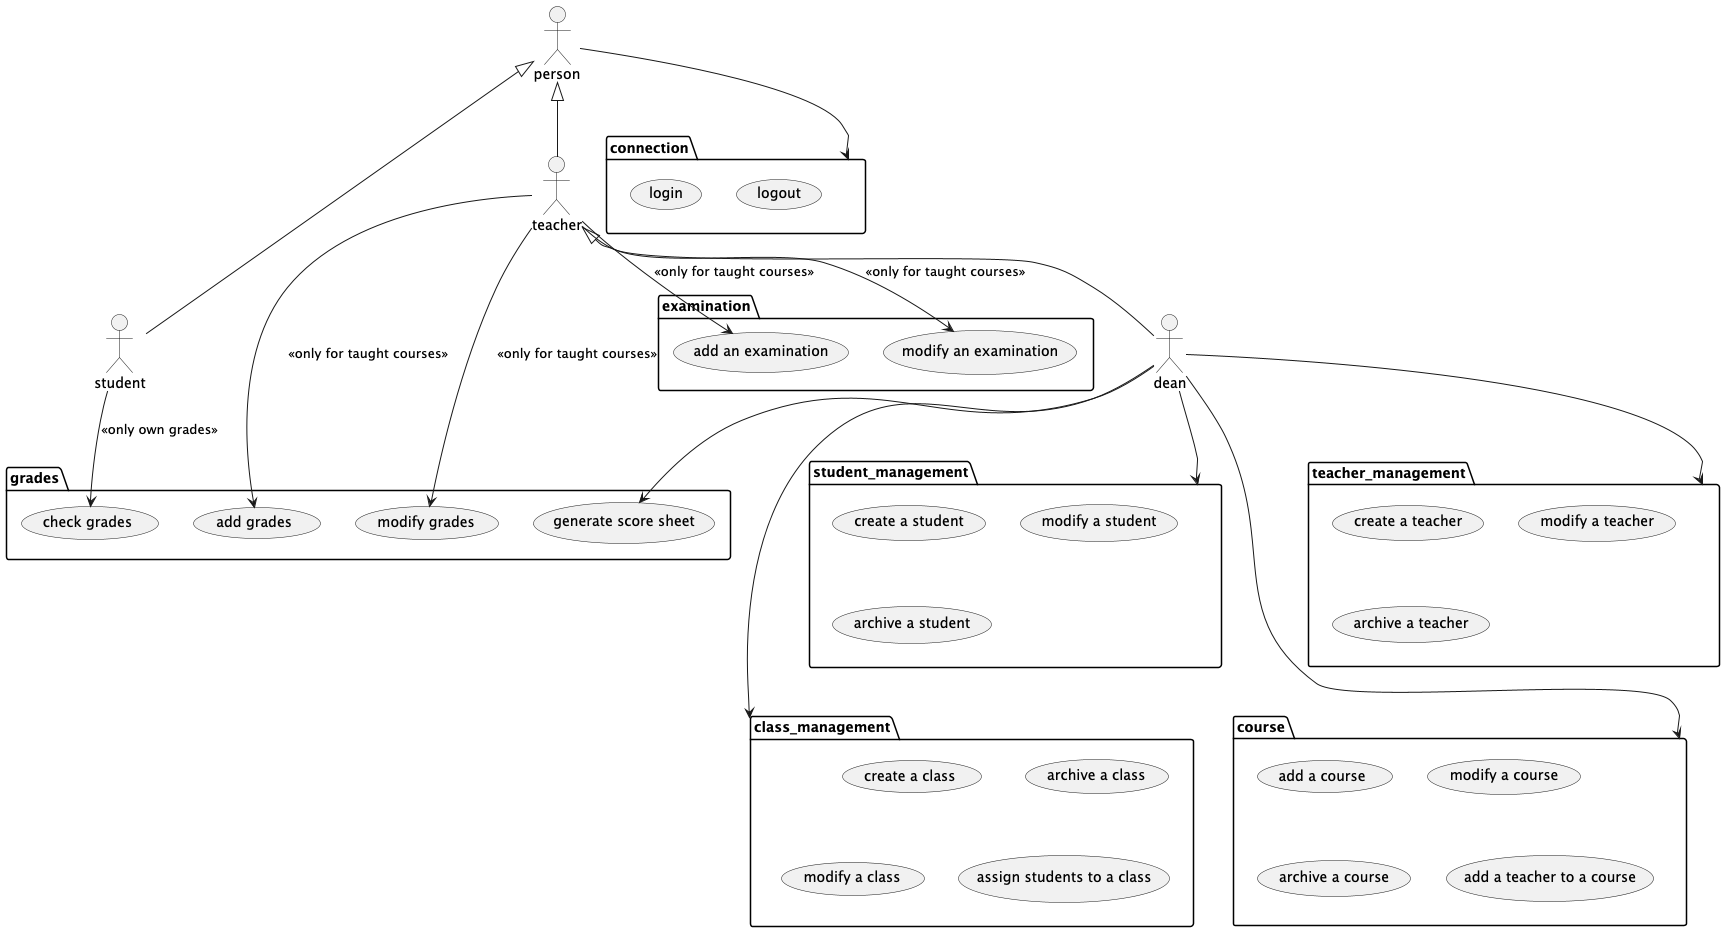 person
connection
login
logout
teacher
«only for taught courses»
«only for taught courses»
examination
add an examination
modify an examination
student
dean
«only for taught courses»
«only for taught courses»
«only own grades»
grades
check grades
add grades
modify grades
generate score sheet
student_management
create a student
modify a student
archive a student
teacher_management
create a teacher
modify a teacher
archive a teacher
class_management
create a class
archive a class
modify a class
assign students to a class
course
add a course
modify a course
archive a course
add a teacher to a course